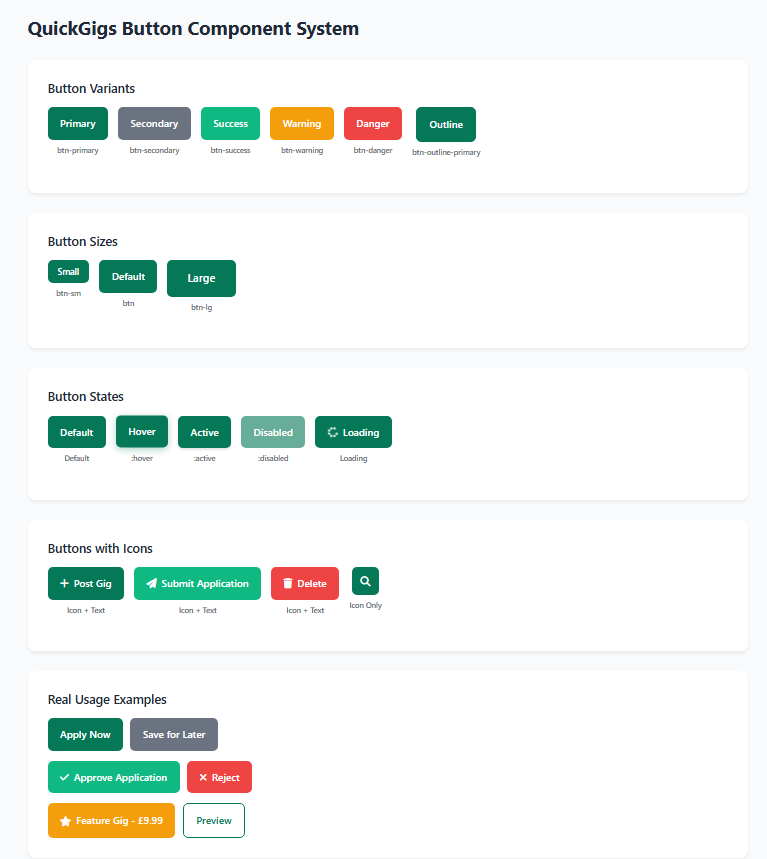 QuickGigs Button Component System
Button Variants
Primary Secondary Success Warning Danger Outline
btn-primary btn-secondary btn-success btn-warning btn-danger btn-outline-primary
Button Sizes
Small Default Large
btn-sm btn btn-lg
Button States
Default Hover Active Disabled Loading
Default :hover :active :disabled Loading
Buttons with Icons
Post Gig Submit Application Delete
Icon + Text Icon + Text Icon + Text Icon Only
Real Usage Examples
Apply Now Save for Later
Approve Application Reject
Feature Gig - £9.99 Preview